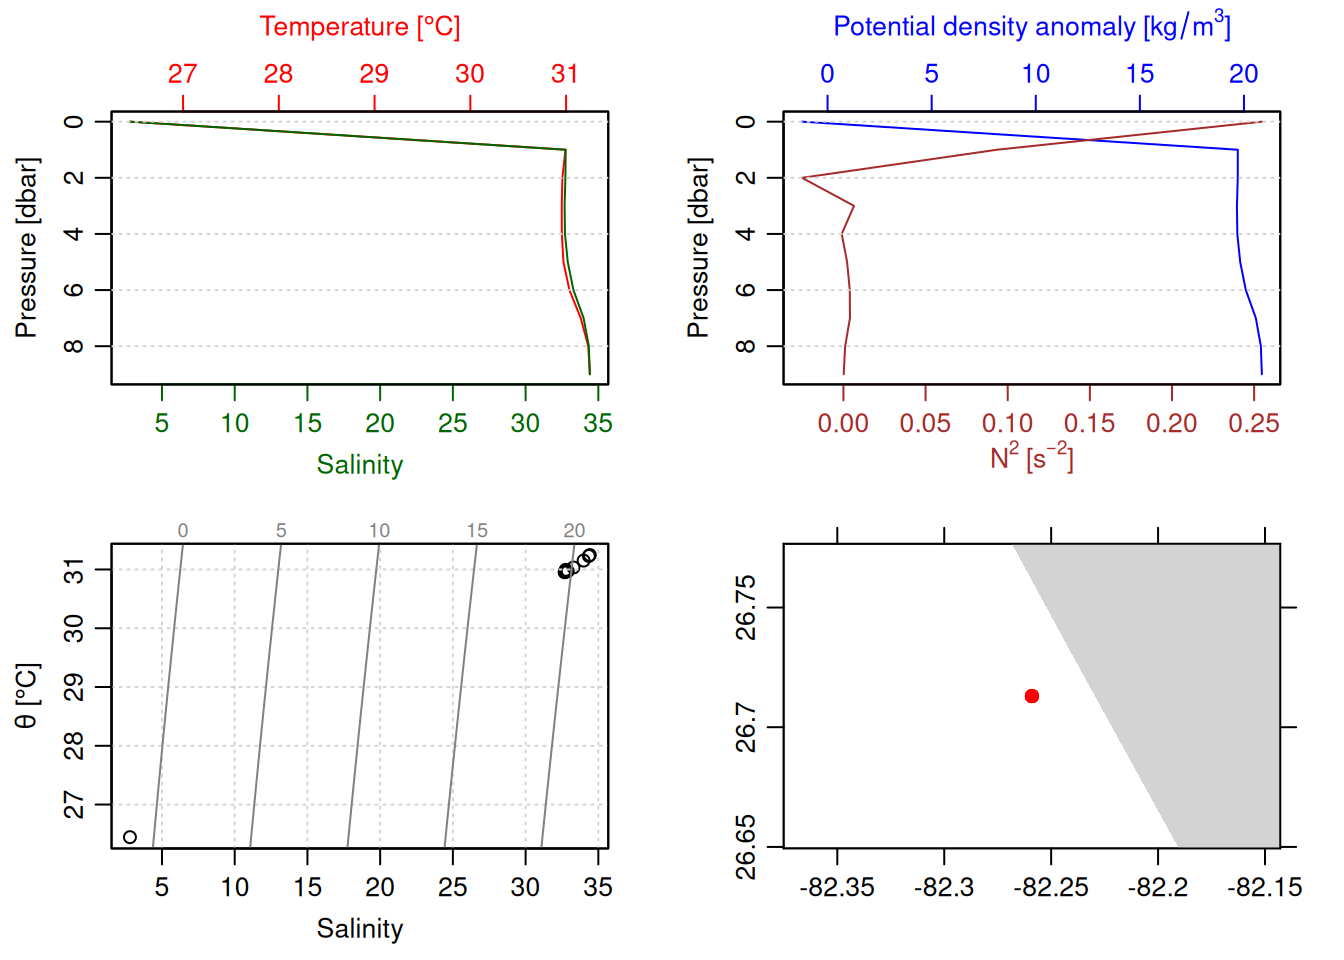 Temperature [°C]
27 28 29 30 31
0 2 4 6 8
Pressure [dbar]
5 10 15 20 25 30 35
Salinity
Potential density anomaly [kg/m³]
0 5 10 15 20
0 2 4 6 8
Pressure [dbar]
0.00 0.05 0.10 0.15 0.20 0.25
N² [s⁻²]
0 5 10 15 20
31 30 29 28 27
θ [°C]
5 10 15 20 25 30 35
Salinity
26.75 26.7 26.65
-82.35 -82.3 -82.25 -82.2 -82.15